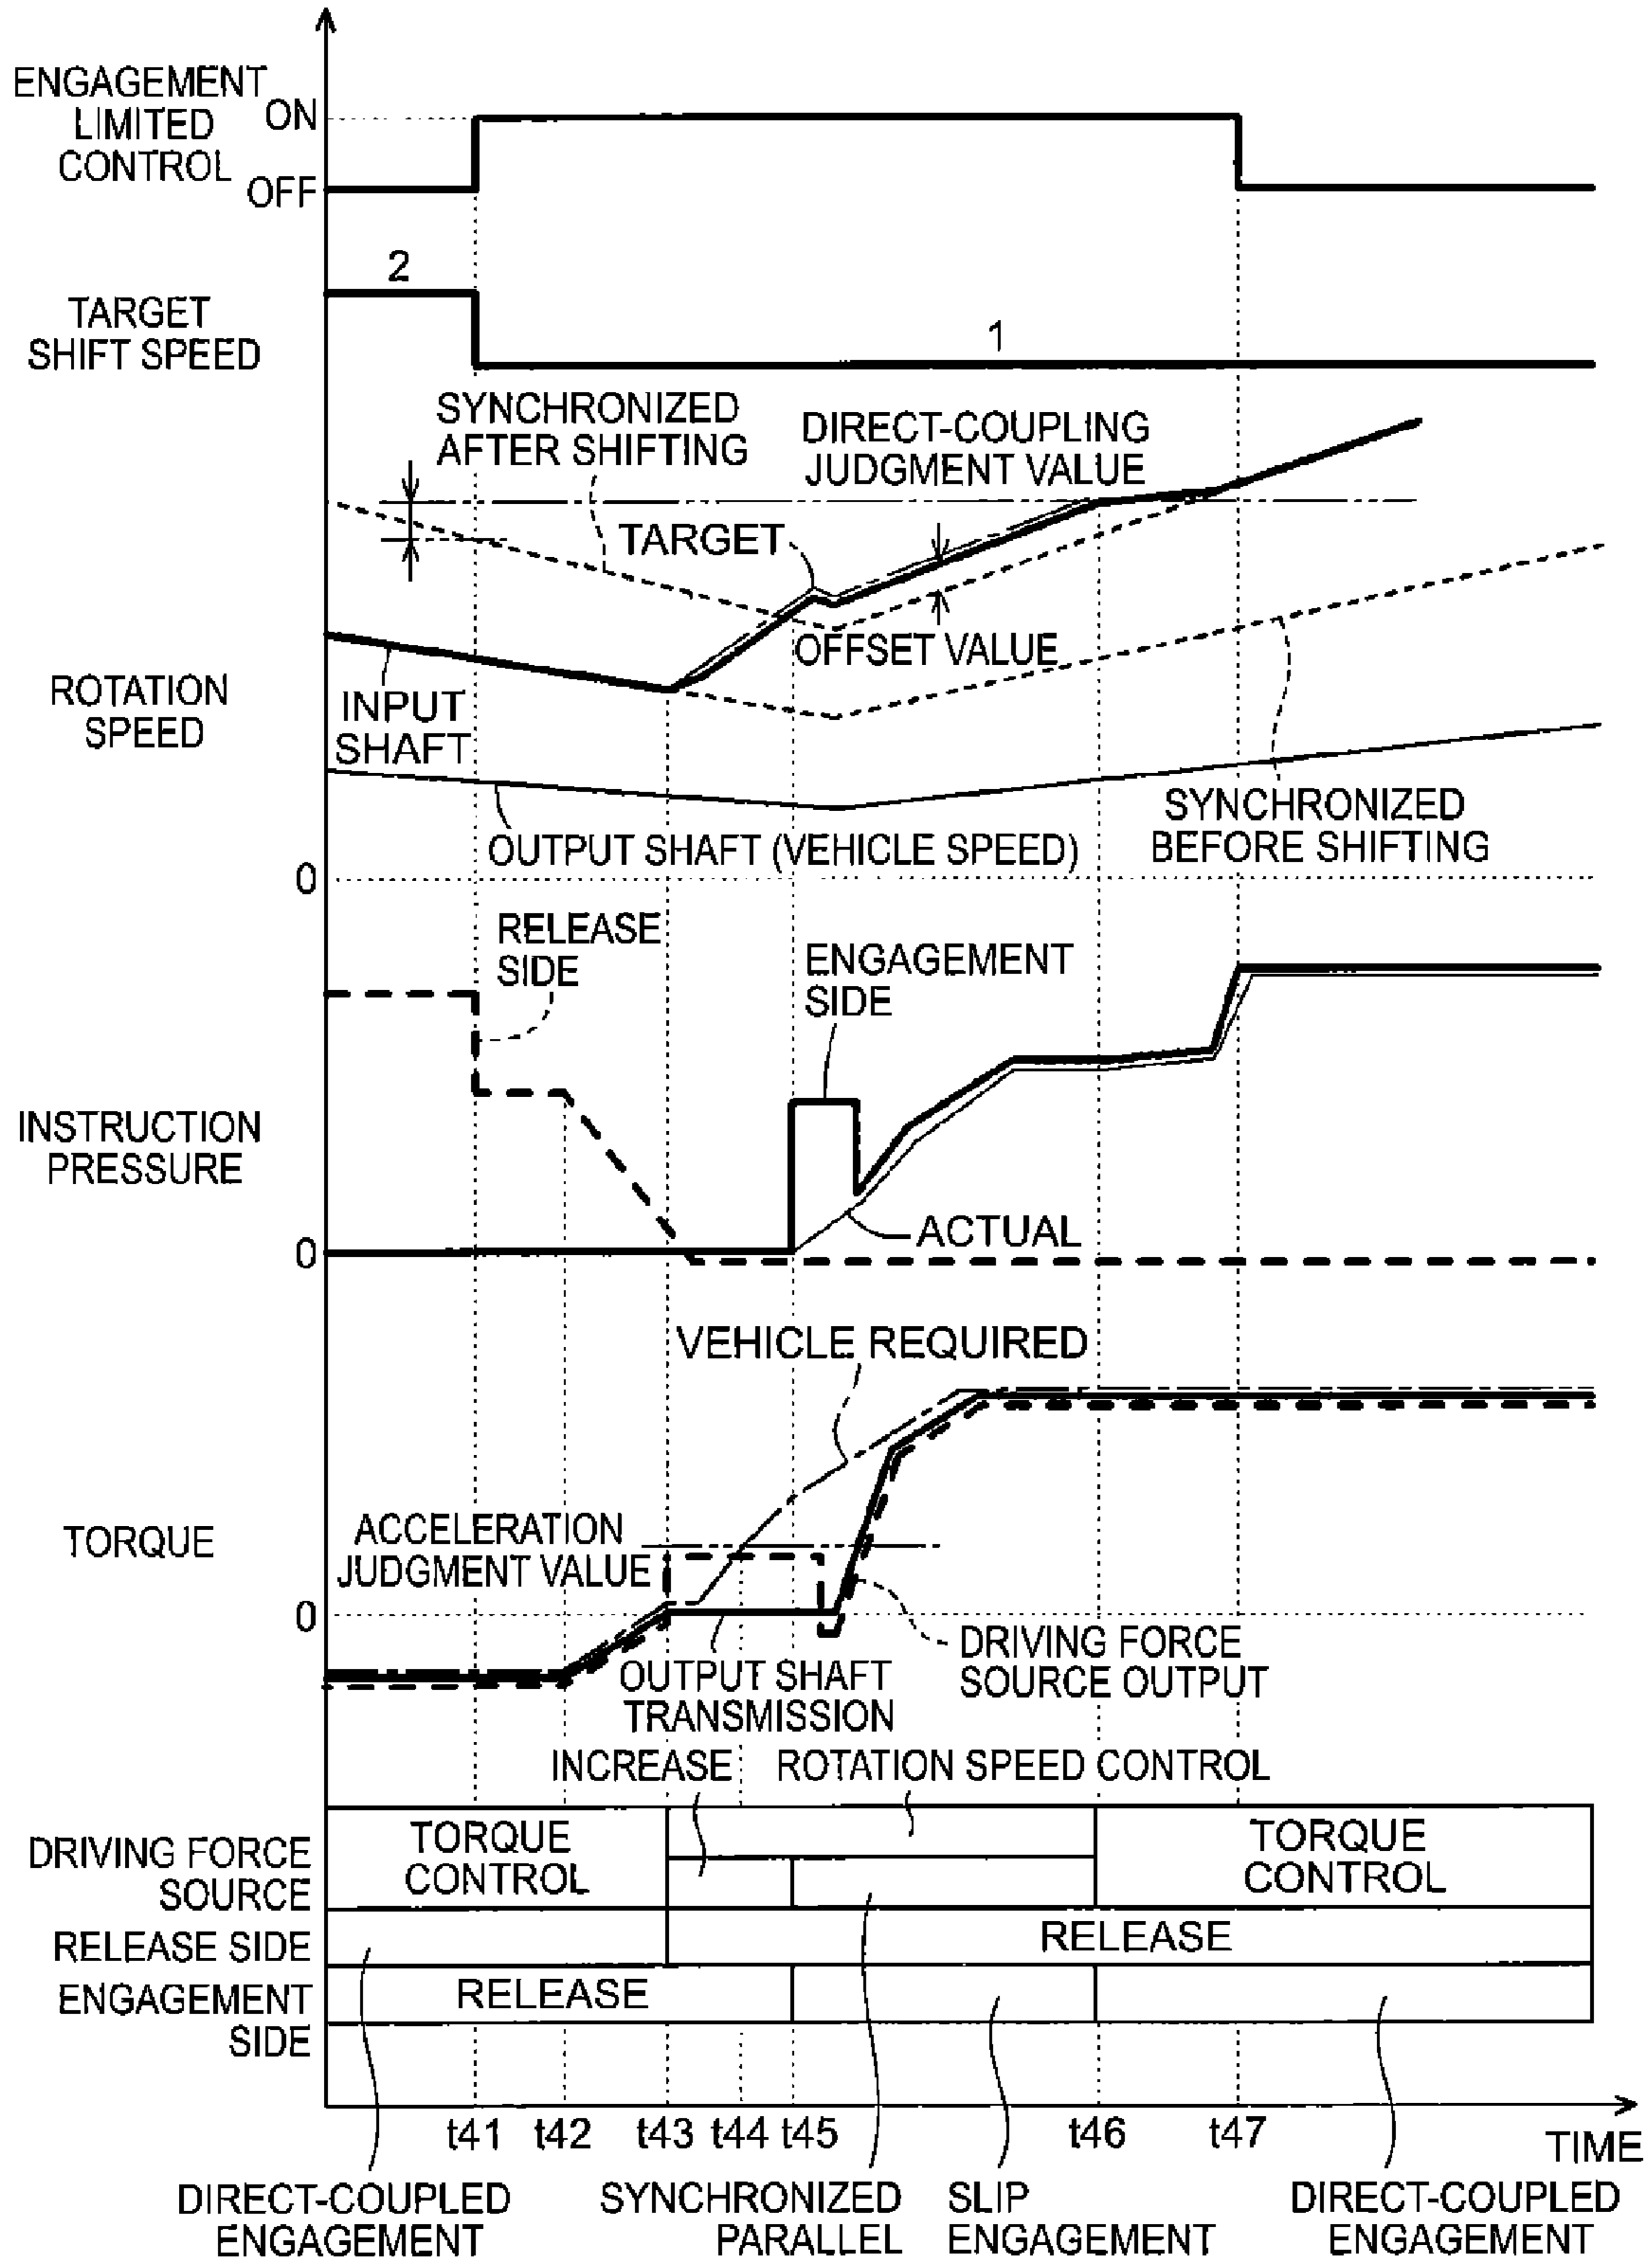 ENGAGEMENT
LIMITED
CONTROL
ON
OFF
2
TARGET
SHIFT SPEED
1
SYNCHRONIZED
AFTER SHIFTING
DIRECT-COUPLING
JUDGMENT VALUE
TARGET
OFFSET VALUE
ROTATION
SPEED
INPUT
SHAFT
OUTPUT SHAFT (VEHICLE SPEED)
SYNCHRONIZED
BEFORE SHIFTING
0
RELEASE
SIDE
ENGAGEMENT
SIDE
INSTRUCTION
PRESSURE
ACTUAL
0
VEHICLE REQUIRED
TORQUE
ACCELERATION
JUDGMENT VALUE
0
DRIVING FORCE
SOURCE OUTPUT
OUTPUT SHAFT
TRANSMISSION
INCREASE
ROTATION SPEED CONTROL
DRIVING FORCE
SOURCE
TORQUE
CONTROL
TORQUE
CONTROL
RELEASE SIDE
RELEASE
ENGAGEMENT
SIDE
RELEASE
t41
t42
t43
t44
t45
t46
t47
TIME
DIRECT-COUPLED
ENGAGEMENT
SYNCHRONIZED
PARALLEL
SLIP
ENGAGEMENT
DIRECT-COUPLED
ENGAGEMENT